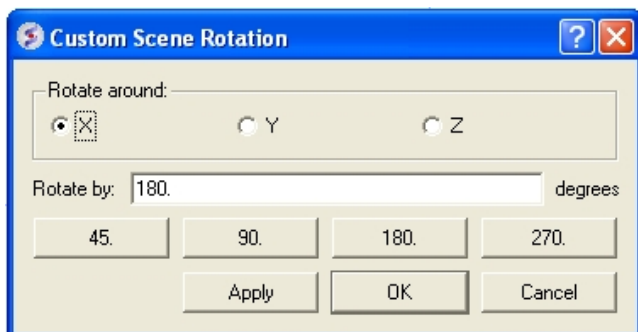 Custom Scene Rotation ?
Rotate around:
X Y Z
Rotate by: 180. degrees
45. 90. 180. 270.
Apply OK Cancel